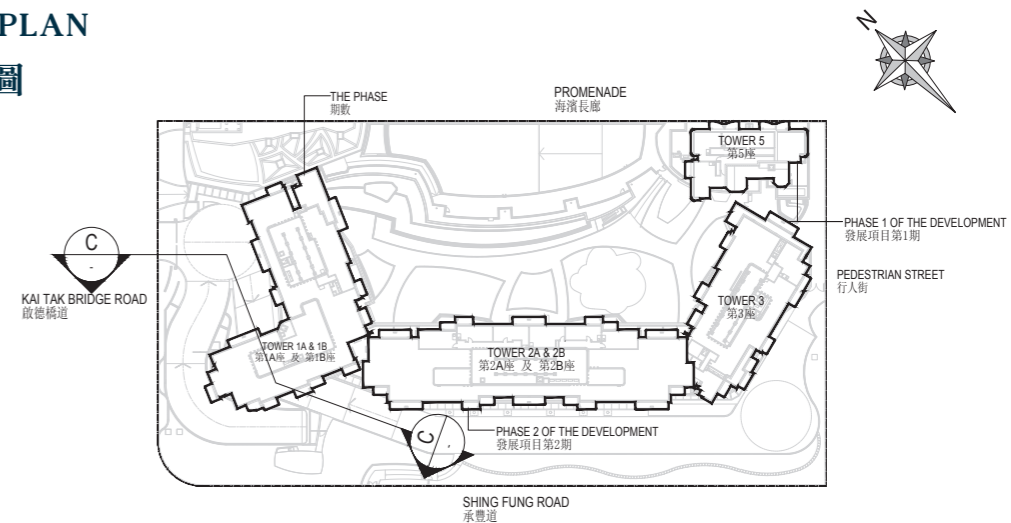 PLAN
圖
N
THE PHASE
期數
PROMENADE
海濱長廊
TOWER 5
第5座
PHASE 1 OF THE DEVELOPMENT
發展項目第1期
C
-
KAI TAK BRIDGE ROAD
啟德橋道
PEDESTRIAN STREET
行人街
TOWER 3
第3座
TOWER 1A & 1B
第1A座 及 第1B座
TOWER 2A & 2B
第2A座 及 第2B座
C
-
PHASE 2 OF THE DEVELOPMENT
發展項目第2期
SHING FUNG ROAD
承豐道